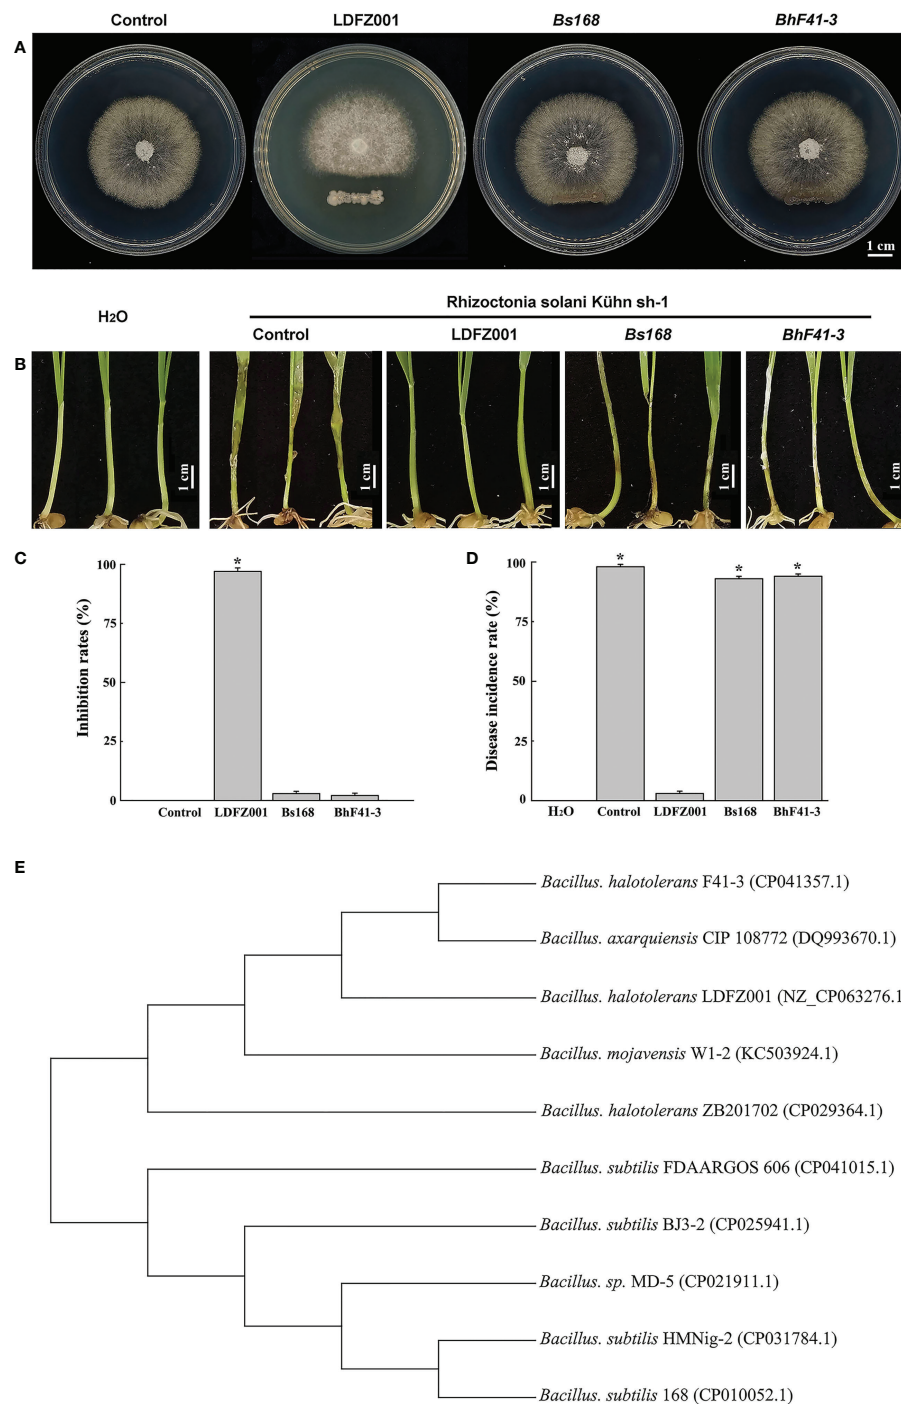 Control LDFZ001 Bs168 BhF41-3
A
1 cm
Rhizoctonia solani Kühn sh-1
H2O
Control LDFZ001 Bs168 BhF41-3
B
1 cm 1 cm 1 cm 1 cm 1 cm
C
Inhibition rates (%)
100
75
50
25
0
*
Control LDFZ001 Bs168 BhF41-3
D
Disease incidence rate (%)
100
75
50
25
0
* * *
H2O Control LDFZ001 Bs168 BhF41-3
E
Bacillus. halotolerans F41-3 (CP041357.1)
Bacillus. axarquiensis CIP 108772 (DQ993670.1)
Bacillus. halotolerans LDFZ001 (NZ_CP063276.1
Bacillus. mojavensis W1-2 (KC503924.1)
Bacillus. halotolerans ZB201702 (CP029364.1)
Bacillus. subtilis FDAARGOS 606 (CP041015.1)
Bacillus. subtilis BJ3-2 (CP025941.1)
Bacillus. sp. MD-5 (CP021911.1)
Bacillus. subtilis HMNig-2 (CP031784.1)
Bacillus. subtilis 168 (CP010052.1)